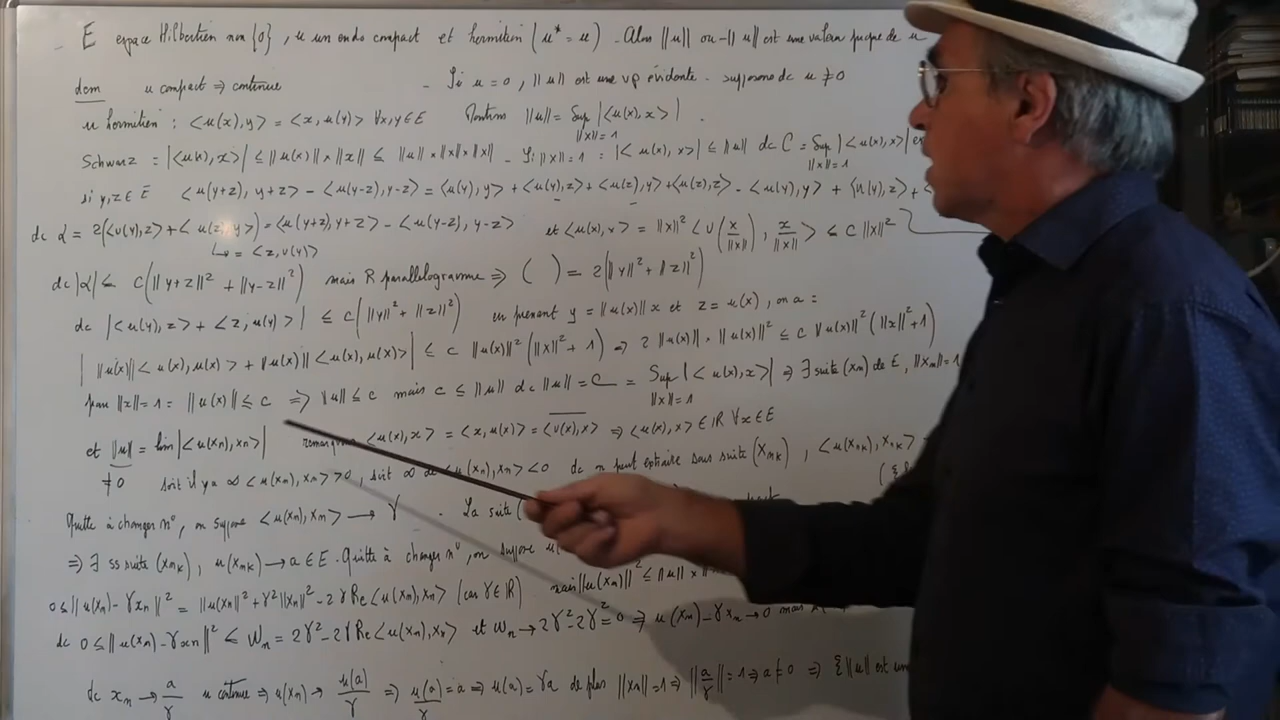 - E espace Hilbertien non {0}, u un endo compact et hermitien (u* = u) - Alors ||u|| ou -||u|| est une valeur propre de u
dem u compact ⇒ continue - Si u = 0, ||u|| est une vp évidente - supposons dc u ≠ 0
u hermitien : <u(x), y> = <x, u(y)> ∀x,y ∈ E Montrons ||u|| = Sup |<u(x), x>| .
||x||=1
Schwarz = |<u(x), x>| ≤ ||u(x)|| × ||x|| ≤ ||u|| × ||x|| × ||x|| - Si ||x|| = 1 : |<u(x), x>| ≤ ||u|| dc C = Sup |<u(x), x>|
||x||=1
si y,z ∈ E <u(y+z), y+z> - <u(y-z), y-z> = <u(y), y> + <u(y), z> + <u(z), y> + <u(z), z> - <u(y), y> + <u(y), z> +
dc α = 2(<u(y), z> + <u(z), y>) = <u(y+z), y+z> - <u(y-z), y-z> et <u(x), x> = ||x||² <u(x/||x||), x/||x||> ≤ C ||x||²
↳ = <z, u(y)>
dc |α| ≤ C(||y+z||² + ||y-z||²) mais R parallélogramme ⇒ ( ) = 2(||y||² + ||z||²)
dc |<u(y), z> + <z, u(y)>| ≤ C(||y||² + ||z||²) en prenant y = ||u(x)|| x et z = u(x), on a :
| ||u(x)|| <u(x), u(x)> + ||u(x)|| <u(x), u(x)> | ≤ C ||u(x)||² (||x||² + 1) ⇒ 2 ||u(x)|| × ||u(x)||² ≤ C ||u(x)||² (||x||² + 1)
pour ||x|| = 1 = ||u(x)|| ≤ C ⇒ ||u|| ≤ C mais C ≤ ||u|| dc ||u|| = C = Sup |<u(x), x>| ⇒ ∃ suite (xn) de E, ||xn|| = 1
||x||=1
et ||u|| = lim |<u(xn), xn>| remarquons <u(x), x> = <x, u(x)> = <u(x), x> ⇒ <u(x), x> ∈ ℝ ∀x ∈ E
≠0 soit il y a ∞ <u(xn), xn> > 0, soit ∞ de <u(xn), xn> < 0 dc on peut extraire sous suite (xnk), <u(xnk), xnk>
Quitte à changer n°, on suppose <u(xn), xn> → γ - La suite (
⇒ ∃ ss suite (xnk), u(xnk) → a ∈ E. Quitte à changer n°, on suppose
0 ≤ ||u(xn) - γxn||² = ||u(xn)||² + γ²||xn||² - 2γRe<u(xn), xn> (car γ ∈ ℝ) mais ||u(xn)||² ≤ ||u|| ×
dc 0 ≤ ||u(xn) - γxn||² ≤ Wn = 2γ² - 2γRe<u(xn), xn> et Wn → 2γ² - 2γ² = 0 ⇒ u(xn) - γxn → 0 mais
dc xn → a/γ u continue ⇒ u(xn) → u(a)/γ ⇒ u(a)/γ = a ⇒ u(a) = γa de plus ||xn|| = 1 ⇒ ||a/γ|| = 1 ⇒ a ≠ 0 ⇒ {||u|| est